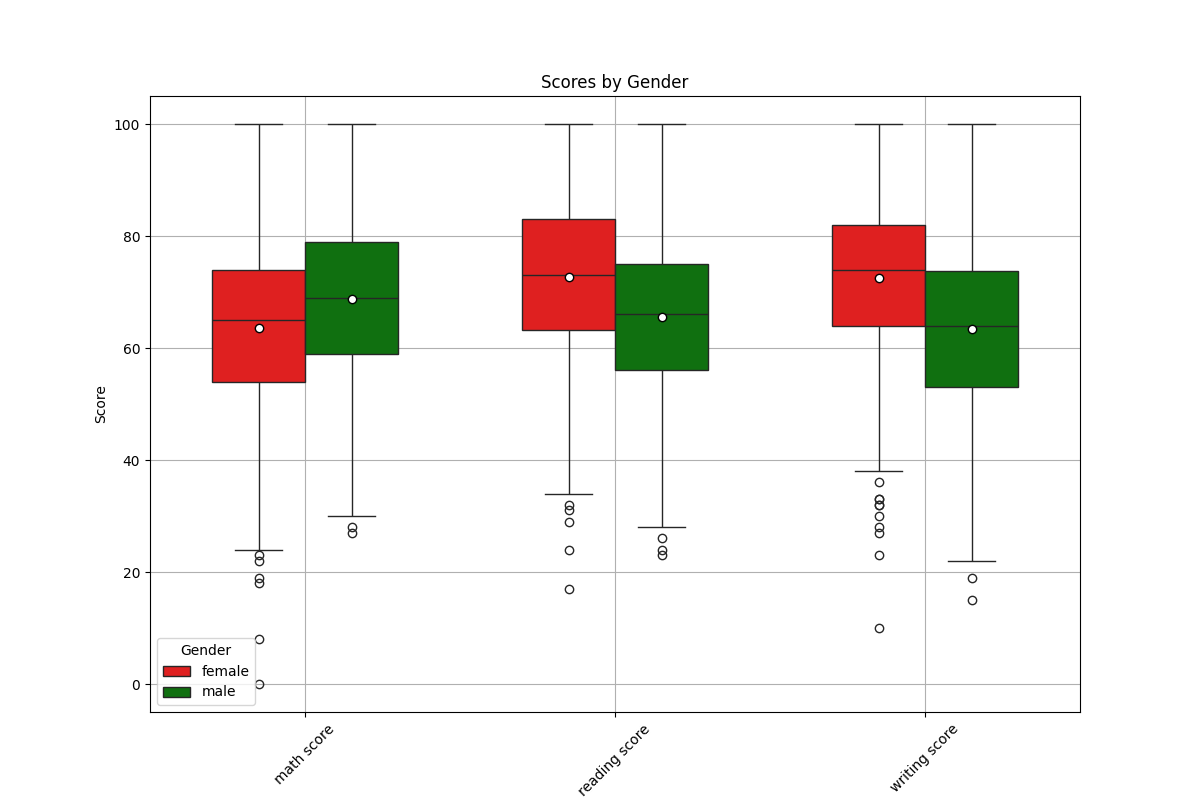 Scores by Gender
Score
100
80
60
40
20
0
Gender
female
male
math score
reading score
writing score